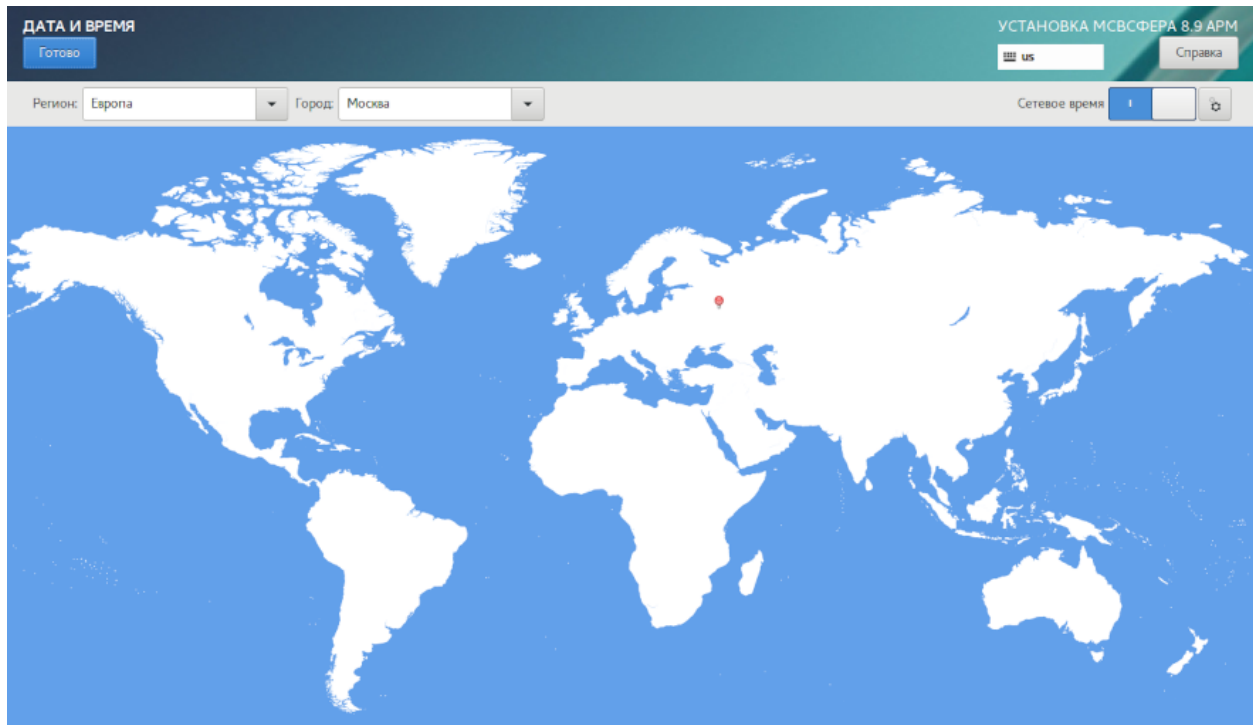 ДАТА И ВРЕМЯ
УСТАНОВКА МСВСФЕРА 8.9 АРМ
Готово
us
Справка
Регион: Европа
Город: Москва
Сетевое время